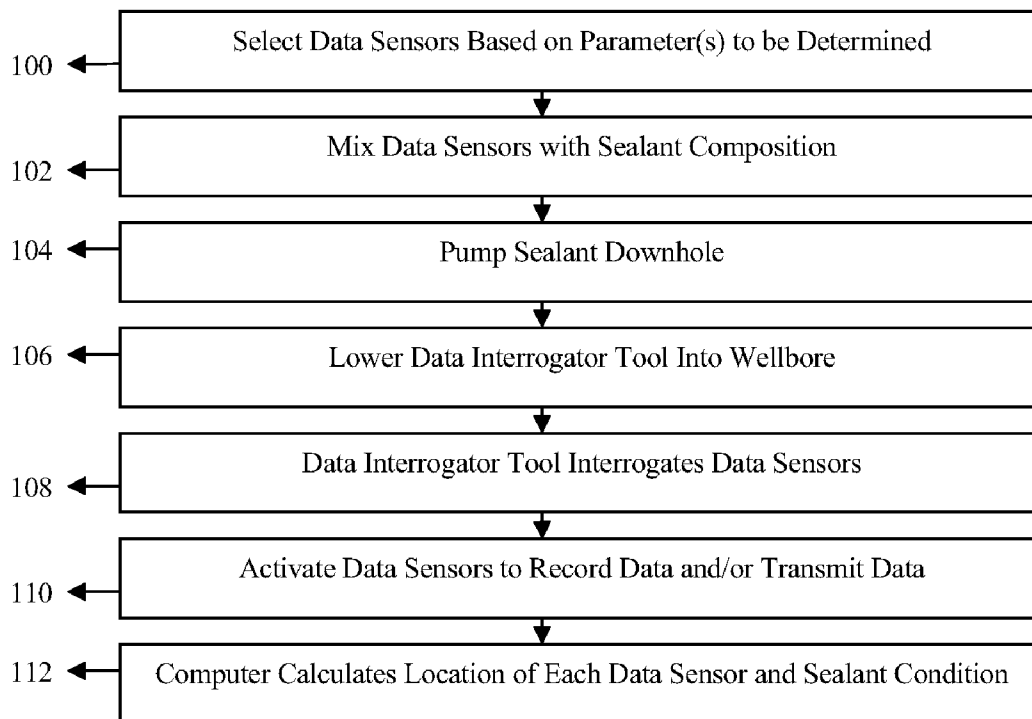 Select Data Sensors Based on Parameter(s) to be Determined
100
Mix Data Sensors with Sealant Composition
102
Pump Sealant Downhole
104
Lower Data Interrogator Tool Into Wellbore
106
Data Interrogator Tool Interrogates Data Sensors
108
Activate Data Sensors to Record Data and/or Transmit Data
110
Computer Calculates Location of Each Data Sensor and Sealant Condition
112